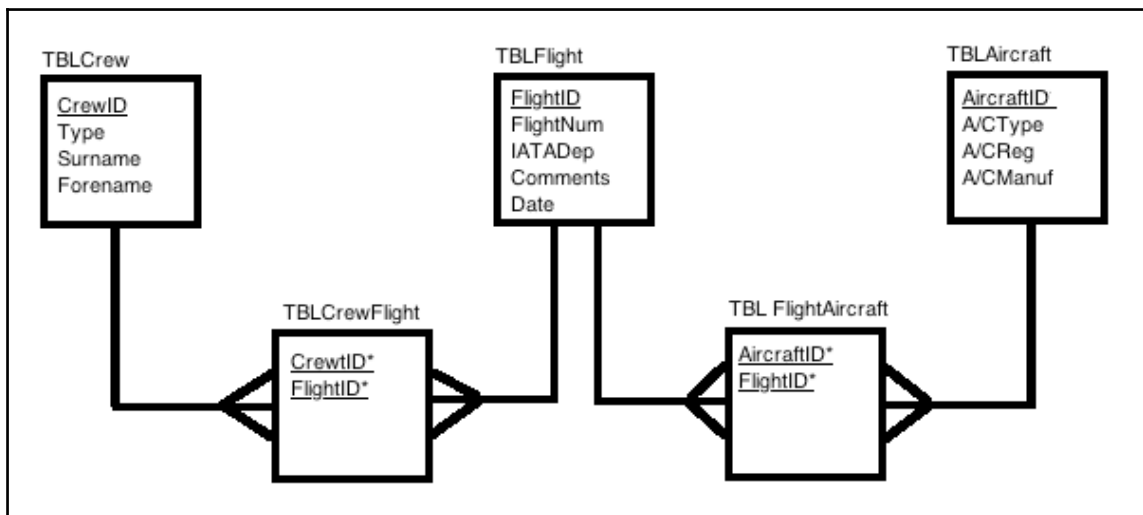 TBLCrew
CrewID
Type
Surname
Forename
TBLFlight
FlightID
FlightNum
IATADep
Comments
Date
TBLAircraft
AircraftID
A/CType
A/CReg
A/CManuf
TBLCrewFlight
CrewtID*
FlightID*
TBL FlightAircraft
AircraftID*
FlightID*